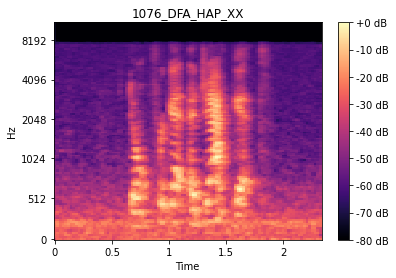 1076_DFA_HAP_XX
+0 dB
8192
-10 dB
4096
-20 dB
-30 dB
2048
Hz
-40 dB
1024
-50 dB
512
-60 dB
-70 dB
0
-80 dB
0
0.5
1
1.5
2
Time